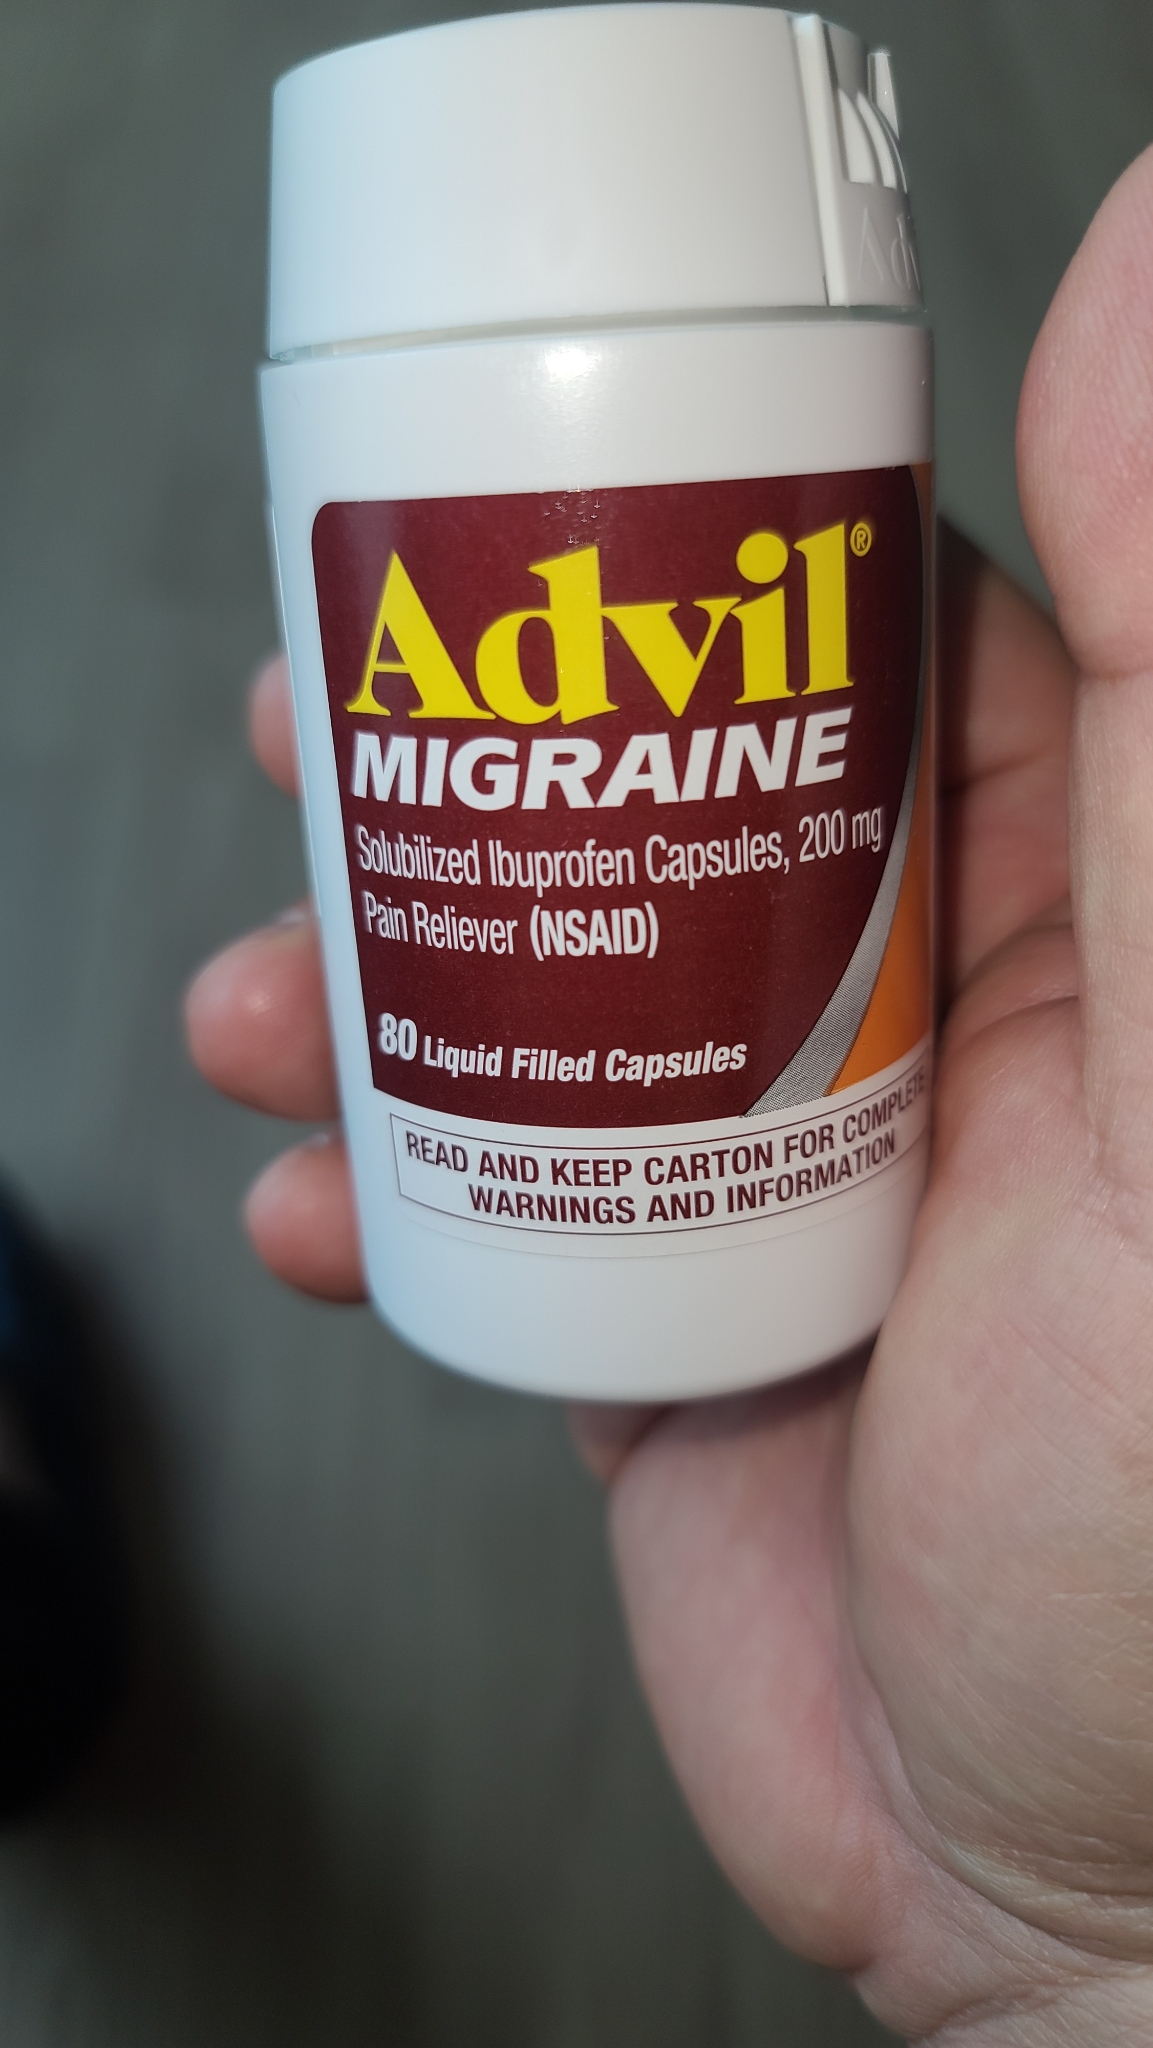 Advil®
MIGRAINE
Solubilized Ibuprofen Capsules, 200 mg
Pain Reliever (NSAID)
80 Liquid Filled Capsules
READ AND KEEP CARTON FOR COMPLETE
WARNINGS AND INFORMATION